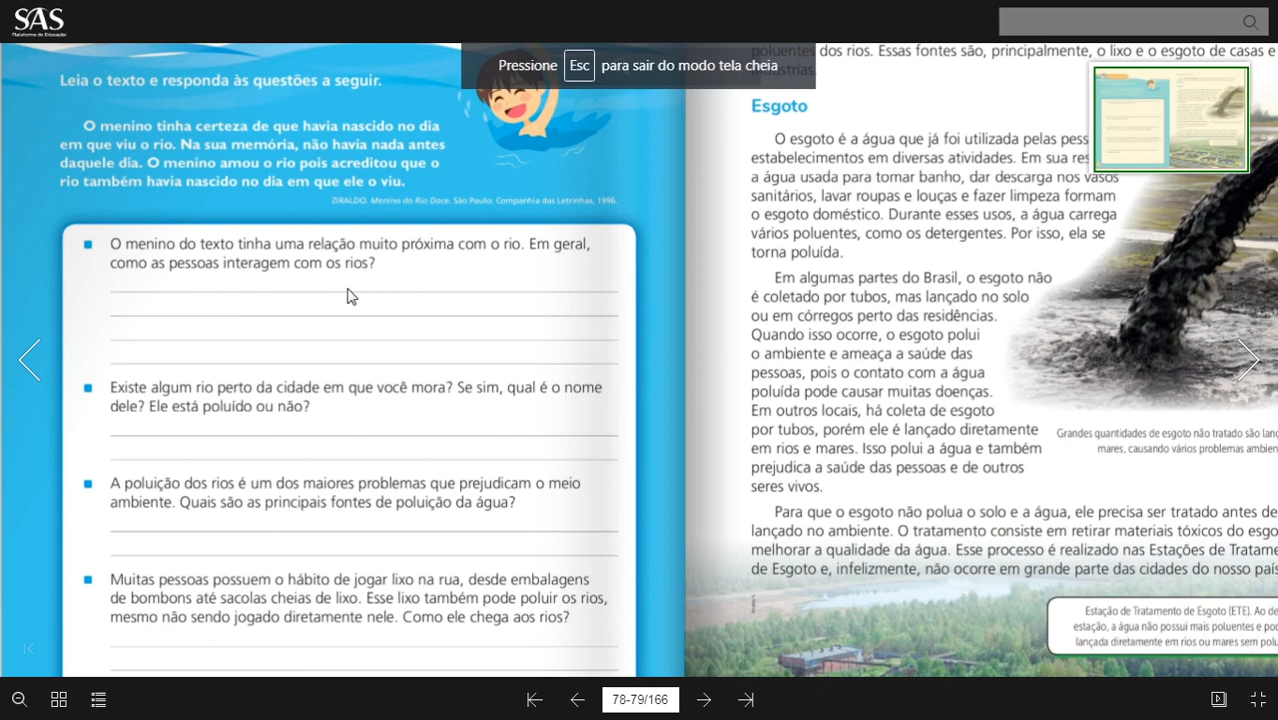 SAS
Plataforma de Educação
Pressione Esc para sair do modo tela cheia
Leia o texto e responda às questões a seguir.
O menino tinha certeza de que havia nascido no dia
em que viu o rio. Na sua memória, não havia nada antes
daquele dia. O menino amou o rio pois acreditou que o
rio também havia nascido no dia em que ele o viu.
ZIRALDO. Menino do Rio Doce. São Paulo: Companhia das Letrinhas, 1996.
O menino do texto tinha uma relação muito próxima com o rio. Em geral,
como as pessoas interagem com os rios?
Existe algum rio perto da cidade em que você mora? Se sim, qual é o nome
dele? Ele está poluído ou não?
A poluição dos rios é um dos maiores problemas que prejudicam o meio
ambiente. Quais são as principais fontes de poluição da água?
Muitas pessoas possuem o hábito de jogar lixo na rua, desde embalagens
de bombons até sacolas cheias de lixo. Esse lixo também pode poluir os rios,
mesmo não sendo jogado diretamente nele. Como ele chega aos rios?
poluentes dos rios. Essas fontes são, principalmente, o lixo e o esgoto de casas e
Esgoto
O esgoto é a água que já foi utilizada pelas
estabelecimentos em diversas atividades. Em sua
a água usada para tomar banho, dar descarga nos vasos
sanitários, lavar roupas e louças e fazer limpeza formam
o esgoto doméstico. Durante esses usos, a água carrega
vários poluentes, como os detergentes. Por isso, ela se
torna poluída.
Em algumas partes do Brasil, o esgoto não
é coletado por tubos, mas lançado no solo
ou em córregos perto das residências.
Quando isso ocorre, o esgoto polui
o ambiente e ameaça a saúde das
pessoas, pois o contato com a água
poluída pode causar muitas doenças.
Em outros locais, há coleta de esgoto
por tubos, porém ele é lançado diretamente
em rios e mares. Isso polui a água e também
prejudica a saúde das pessoas e de outros
seres vivos.
Grandes quantidades de esgoto não tratado são
mares, causando vários problemas
Para que o esgoto não polua o solo e a água, ele precisa ser tratado antes de
lançado no ambiente. O tratamento consiste em retirar materiais tóxicos do
melhorar a qualidade da água. Esse processo é realizado nas Estações de
de Esgoto e, infelizmente, não ocorre em grande parte das cidades do nosso
Estação de Tratamento de Esgoto (ETE). Ao
estação, a água não possui mais poluentes e
lançada diretamente em rios ou mares sem
78-79/166